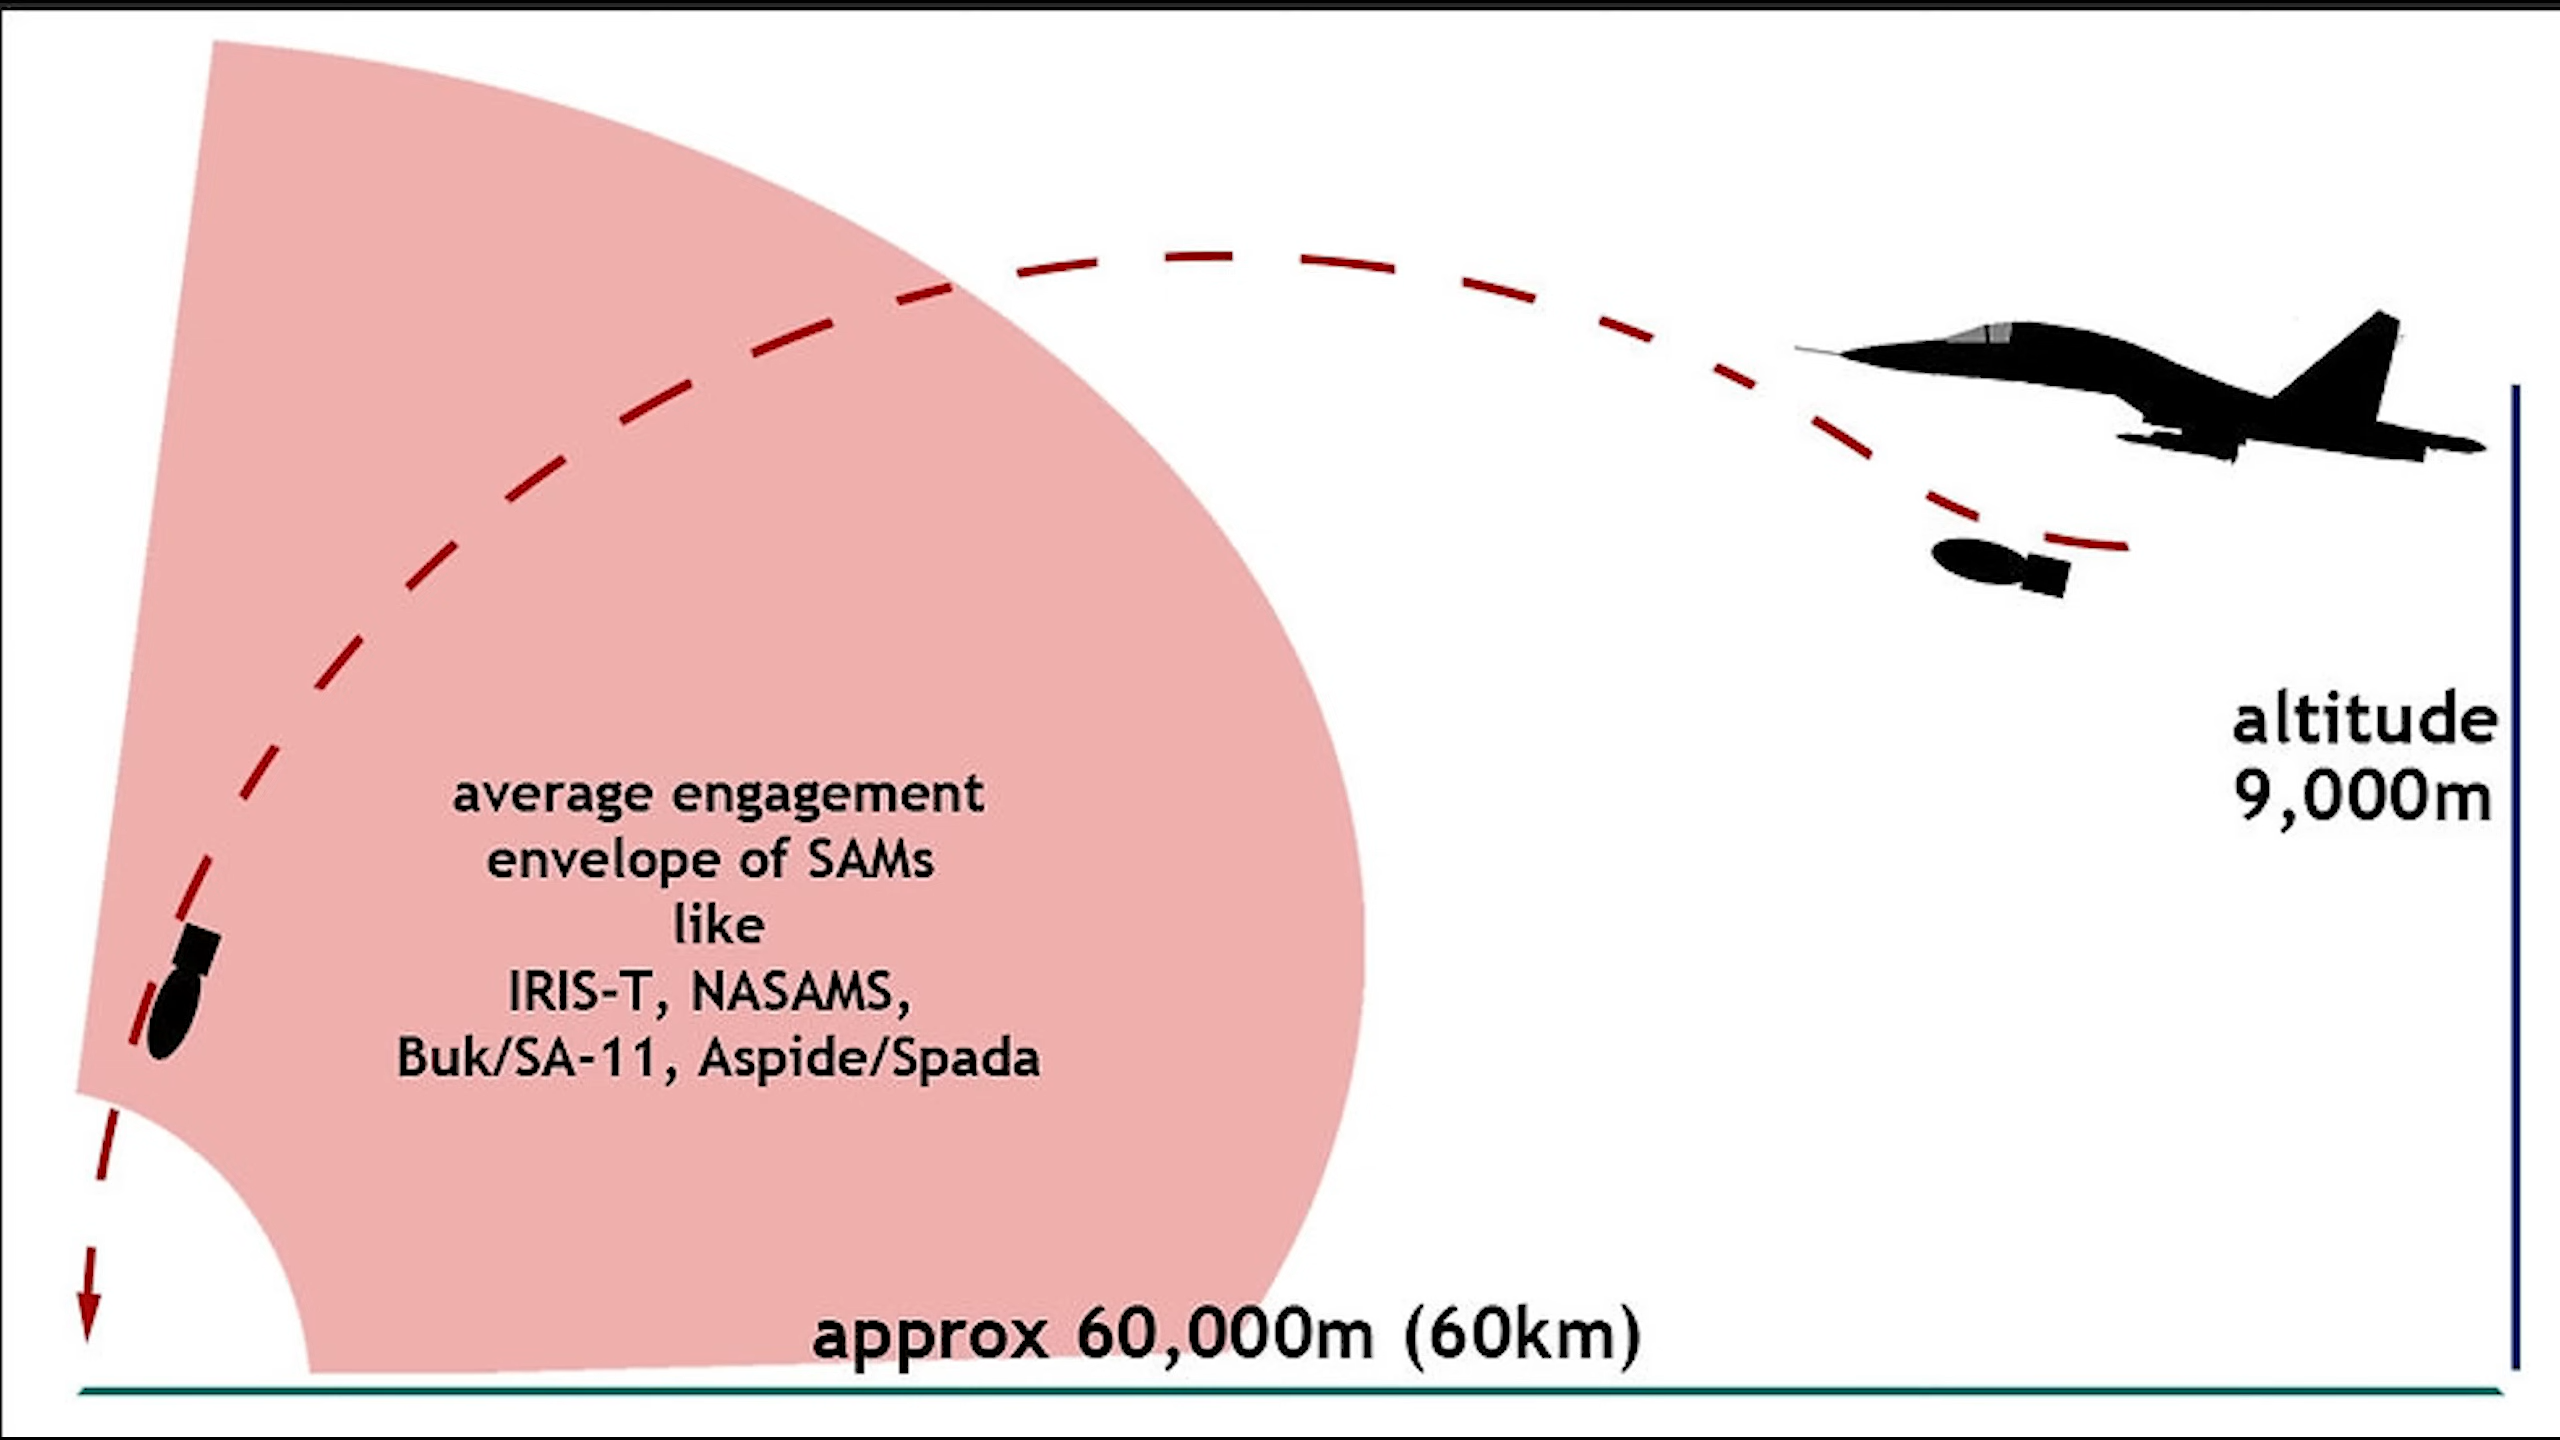 altitude
9,000m
average engagement
envelope of SAMs
like
IRIS-T, NASAMS,
Buk/SA-11, Aspide/Spada
approx 60,000m (60km)